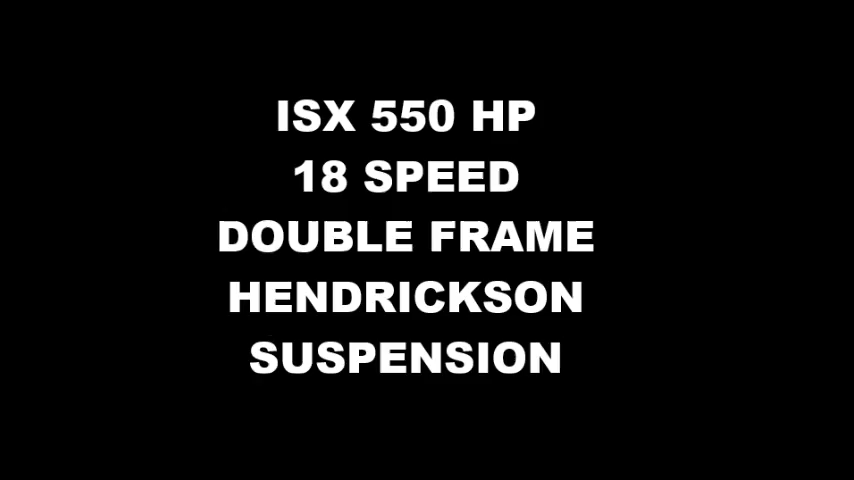 ISX 550 HP
18 SPEED
DOUBLE FRAME
HENDRICKSON
SUSPENSION